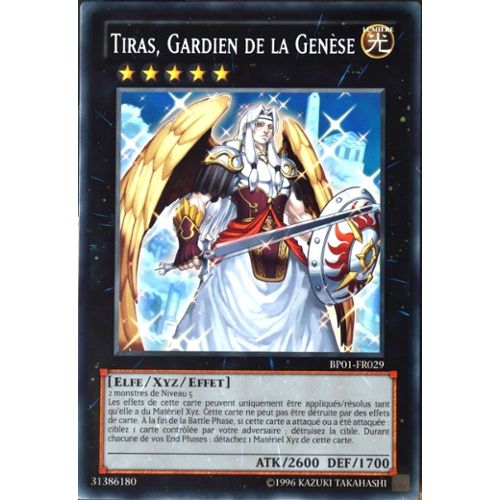 TIRAS, GARDIEN DE LA GENÈSE
LUMIÈRE
光
BP01-FR029
[ELFE/XYZ/EFFET]
2 monstres de Niveau 5
Les effets de cette carte peuvent uniquement être appliqués/résolus tant
qu'elle a du Matériel Xyz. Cette carte ne peut pas être détruite par des effets
de carte. À la fin de la Battle Phase, si cette carte a attaqué ou a été attaquée :
ciblez 1 carte contrôlée par votre adversaire ; détruisez la cible. Durant
chacune de vos End Phases : détachez 1 Matériel Xyz de cette carte.
ATK/2600 DEF/1700
31386180 ©1996 KAZUKI TAKAHASHI